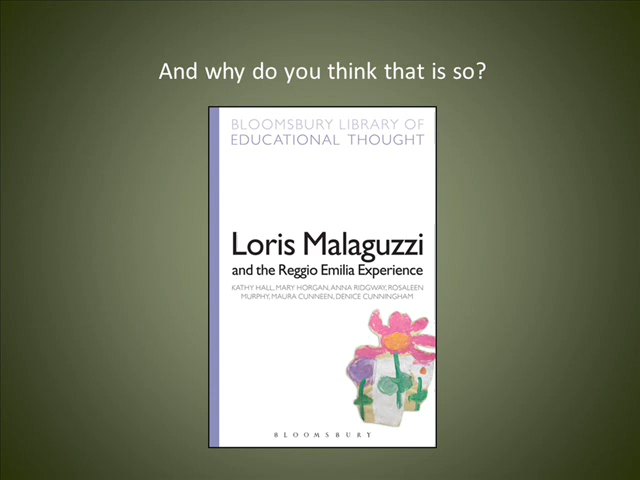 And why do you think that is so?
BLOOMSBURY LIBRARY OF
EDUCATIONAL THOUGHT
Loris Malaguzzi
and the Reggio Emilia Experience
KATHY HALL, MARY HORGAN, ANNA RIDGWAY, ROSALEEN
MURPHY, MAURA CUNNEEN, DENICE CUNNINGHAM
BLOOMSBURY